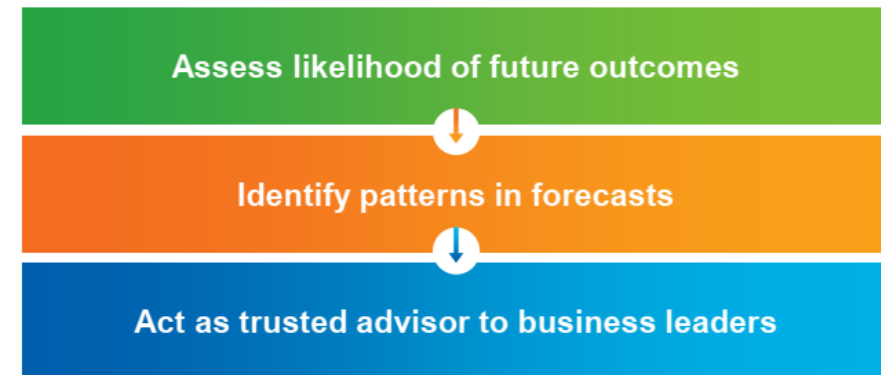 Assess likelihood of future outcomes
Identify patterns in forecasts
Act as trusted advisor to business leaders